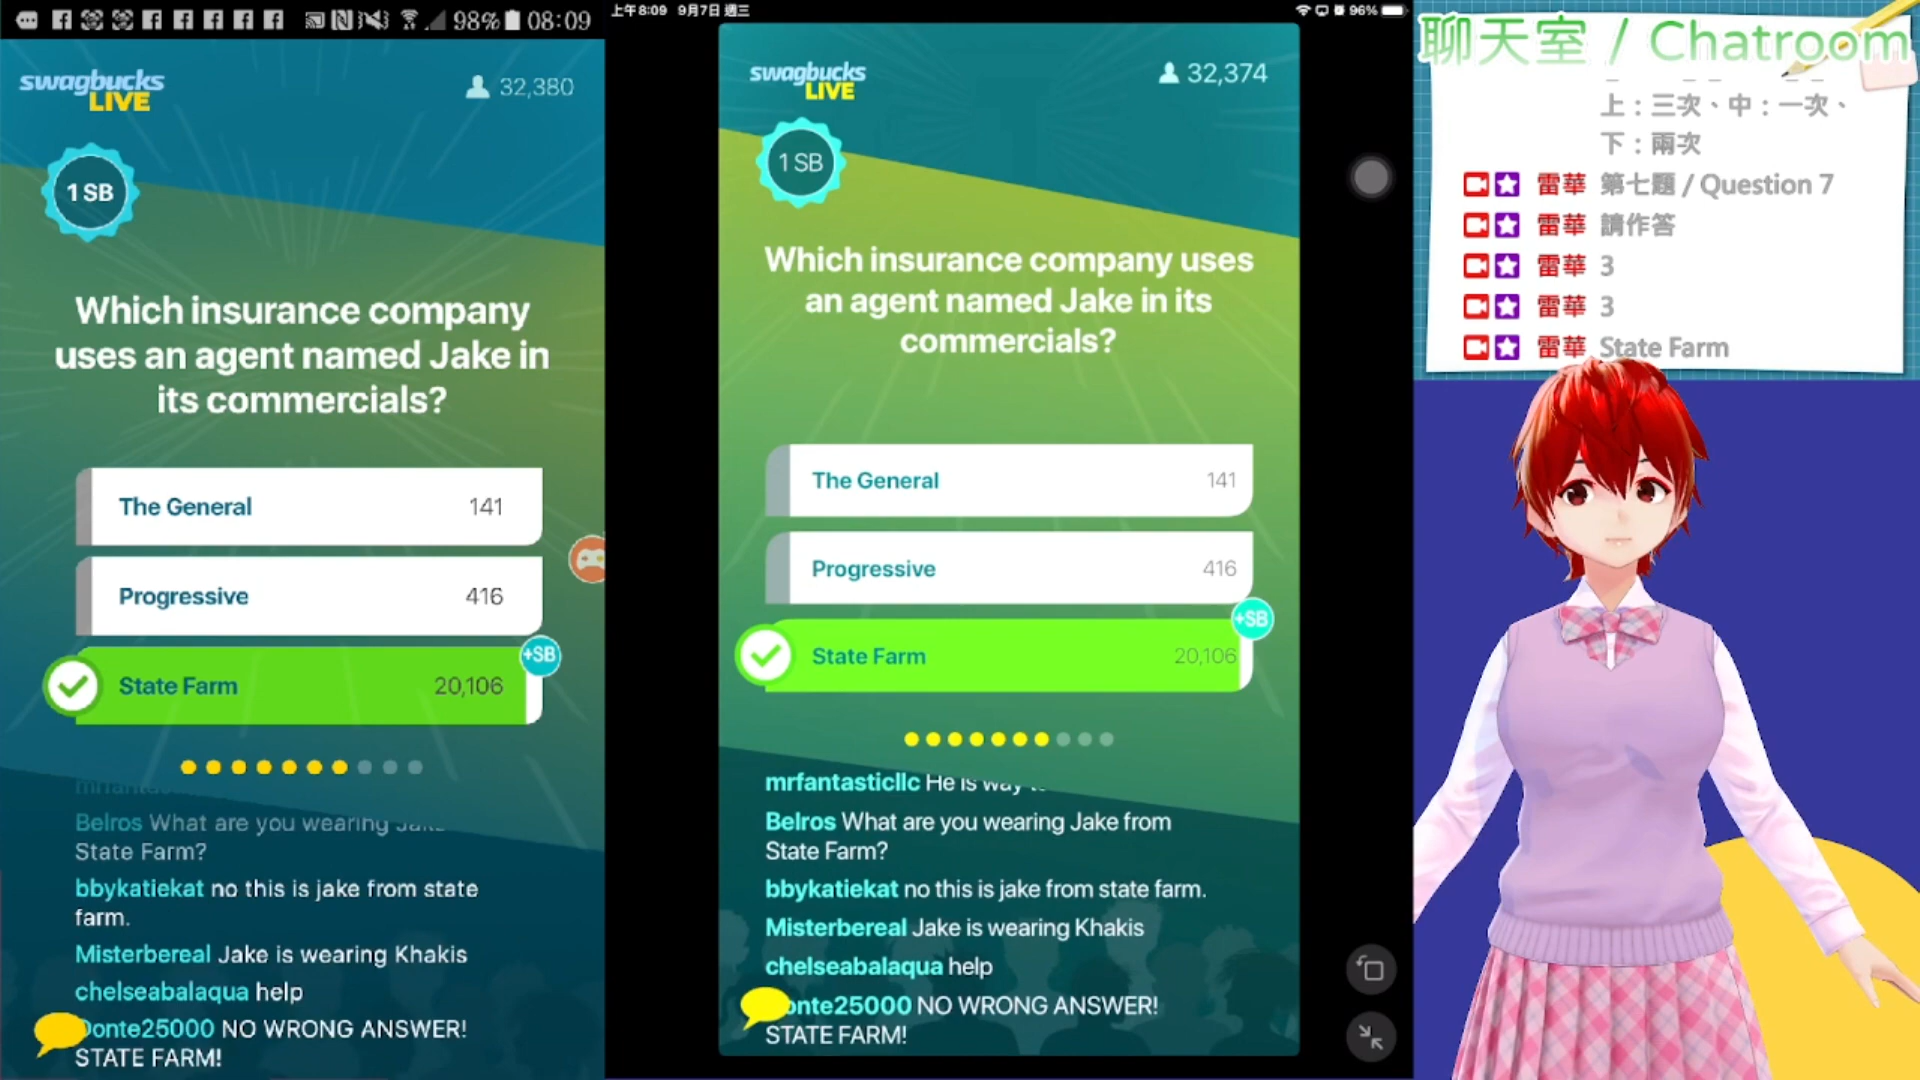 98% 08:09
swagbucks
LIVE
32,380
1 SB
Which insurance company
uses an agent named Jake in
its commercials?
The General 141
Progressive 416
+SB
State Farm 20,106
Belros What are you wearing
State Farm?
bbykatiekat no this is jake from state
farm.
Misterbereal Jake is wearing Khakis
chelseabalaqua help
Donte25000 NO WRONG ANSWER!
STATE FARM!
上午8:09 9月7日 週三
96%
swagbucks
LIVE
32,374
1 SB
Which insurance company uses
an agent named Jake in its
commercials?
The General 141
Progressive 416
+SB
State Farm 20,106
mrfantasticllc He is way
Belros What are you wearing Jake from
State Farm?
bbykatiekat no this is jake from state farm.
Misterbereal Jake is wearing Khakis
chelseabalaqua help
onte25000 NO WRONG ANSWER!
STATE FARM!
聊天室 / Chatroom
上：三次、中：一次、
下：兩次
雷華 第七題 / Question 7
雷華 請作答
雷華 3
雷華 3
雷華 State Farm